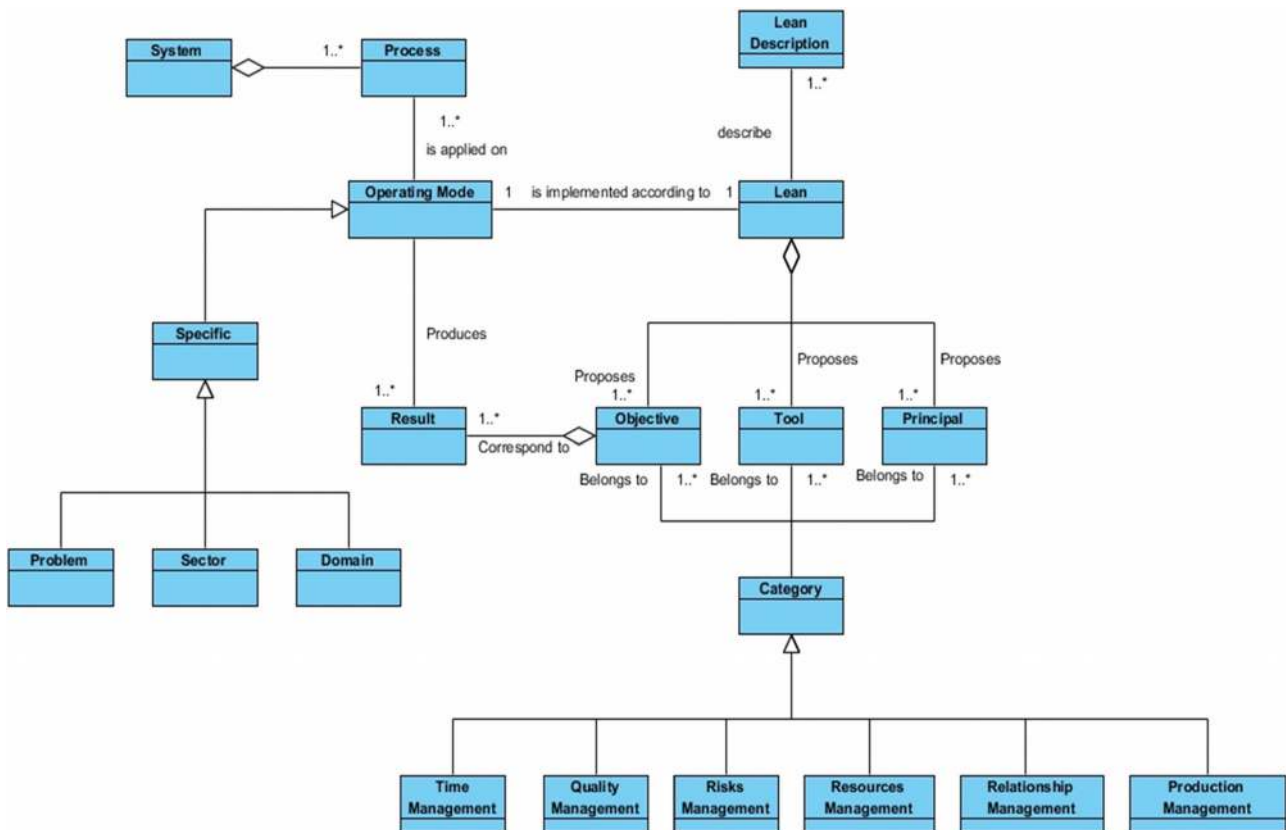 System
1..*
Process
Lean
Description
1..*
1..*
is applied on
describe
Operating Mode
1
is implemented according to
1
Lean
Specific
Produces
Proposes
Proposes
Proposes
1..*
1..*
1..*
1..*
1..*
Result
Correspond to
Objective
Tool
Principal
Belongs to
1..*
Belongs to
1..*
Belongs to
1..*
Problem
Sector
Domain
Category
Time
Management
Quality
Management
Risks
Management
Resources
Management
Relationship
Management
Production
Management